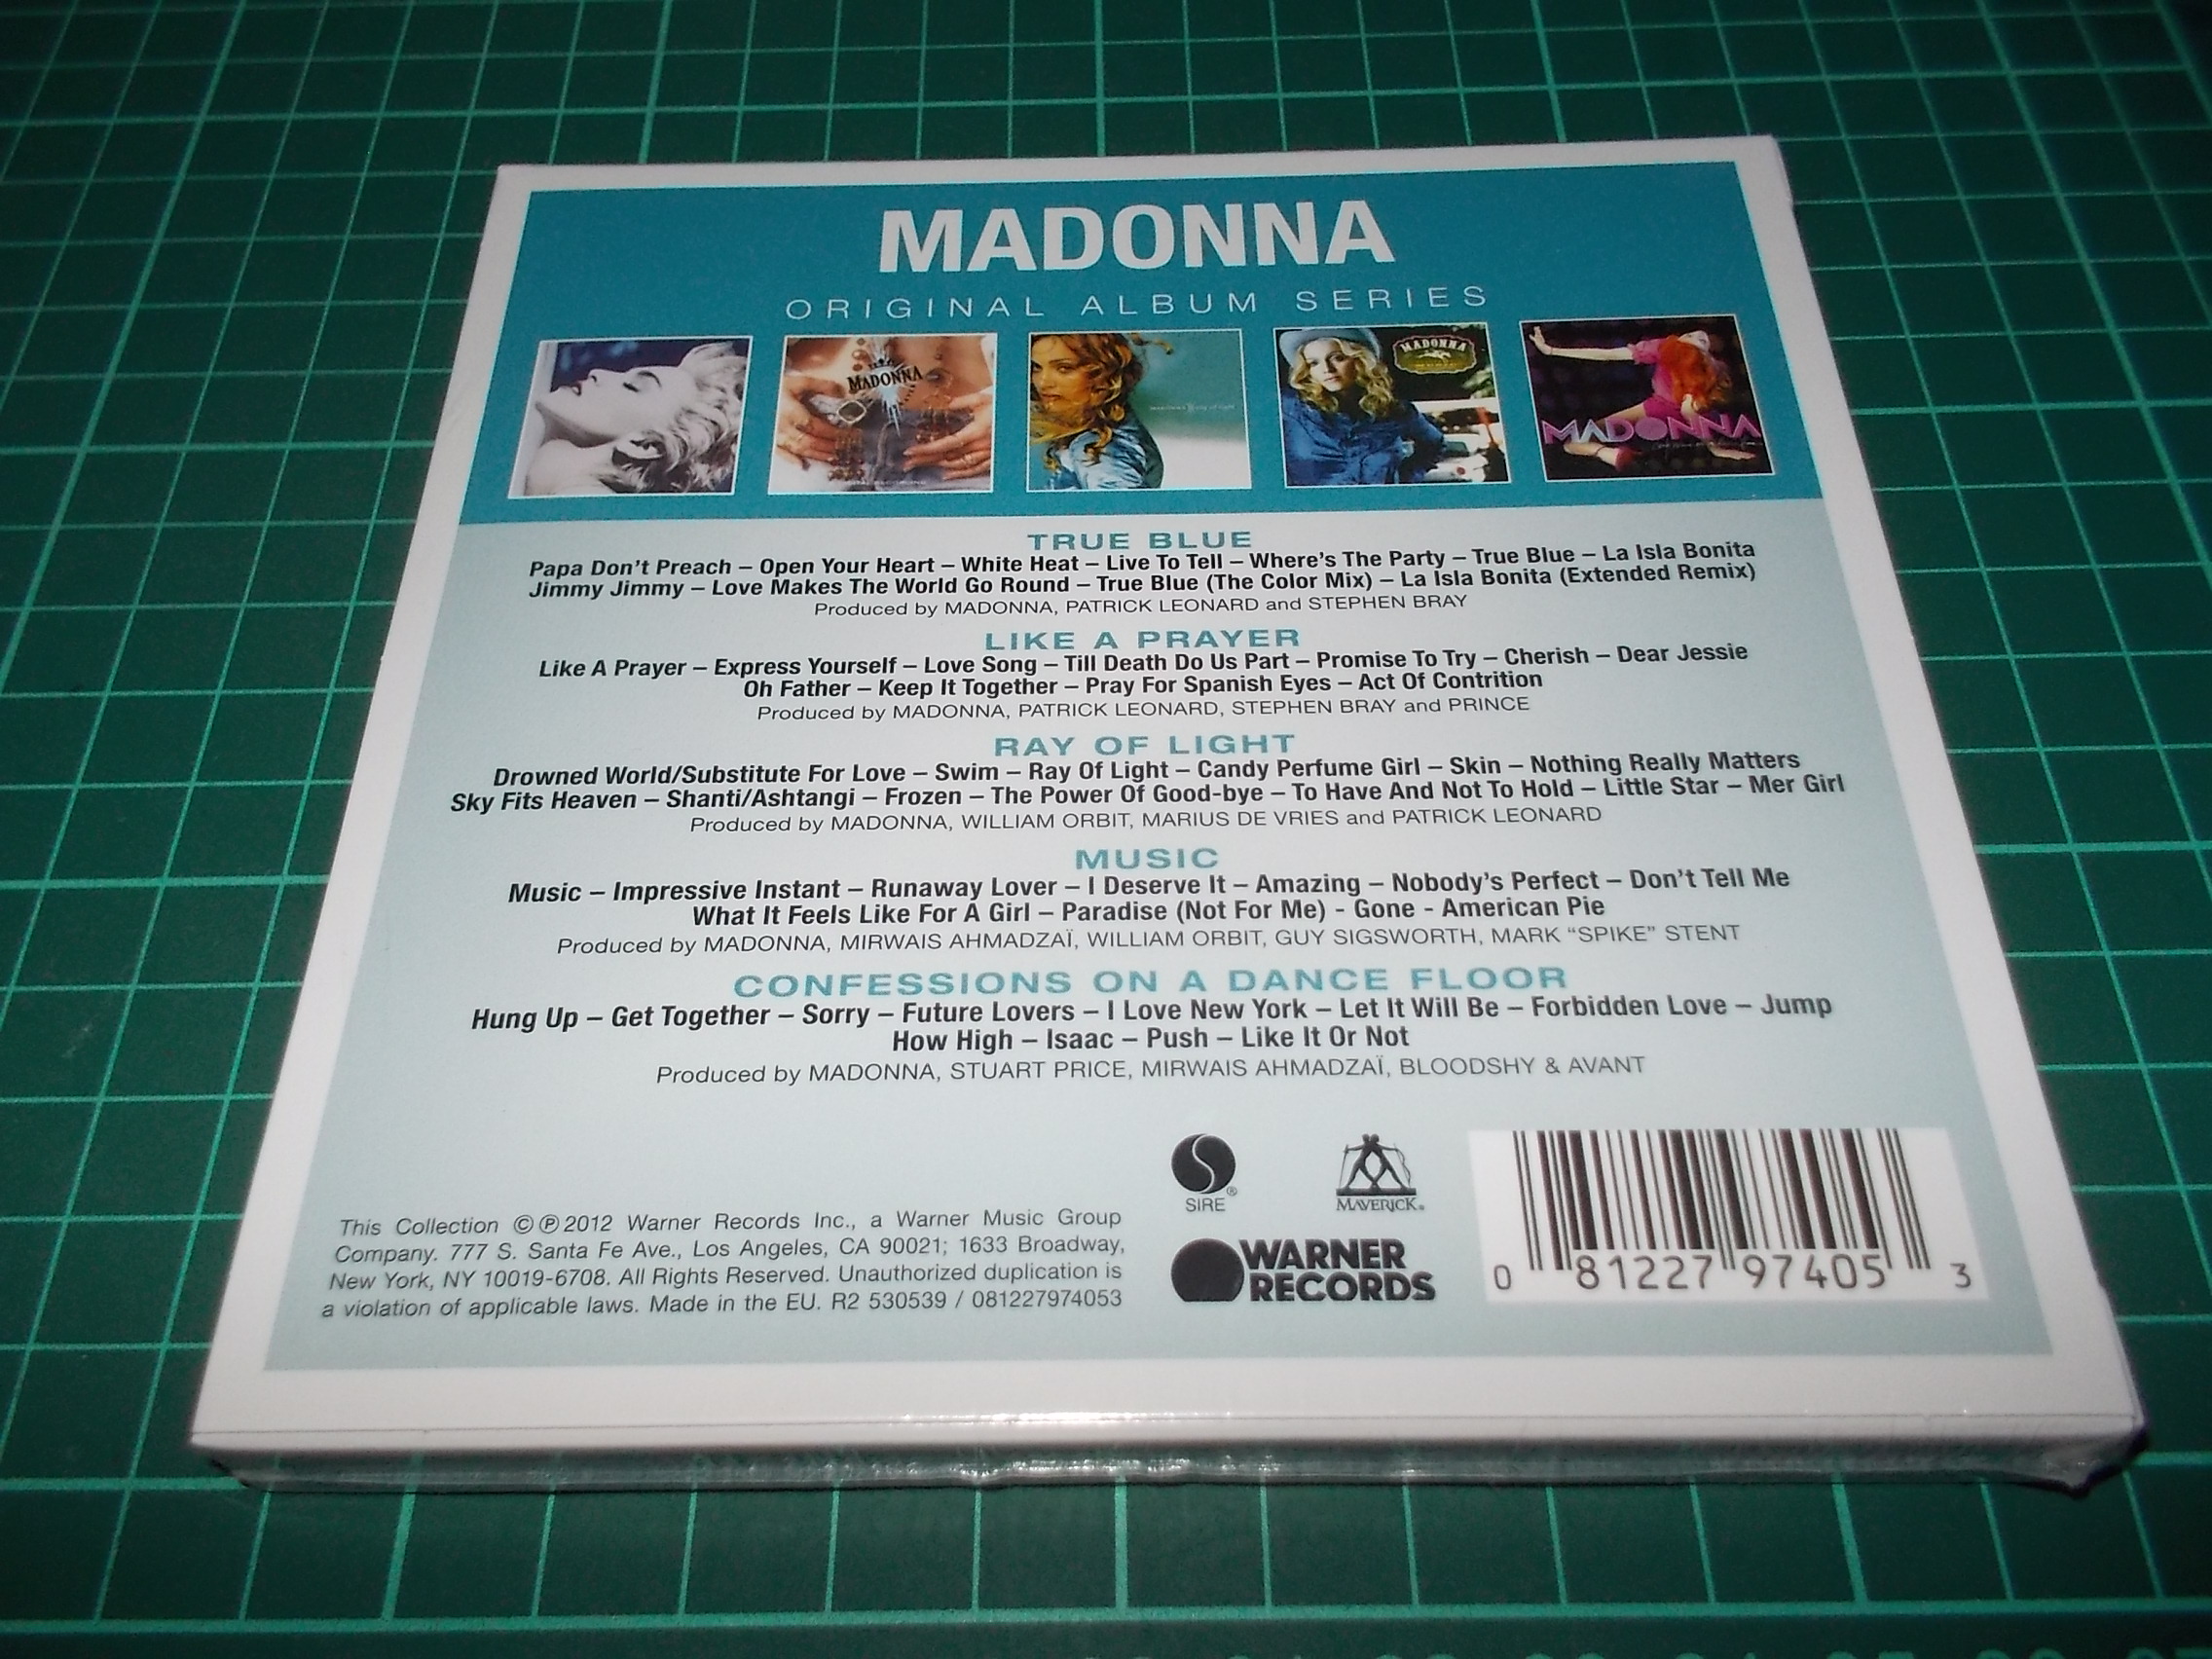 MADONNA
ORIGINAL ALBUM SERIES
MADONNA
MADONNA
MADONNA
TRUE BLUE
Papa Don't Preach – Open Your Heart – White Heat – Live To Tell – Where's The Party – True Blue – La Isla Bonita
Jimmy Jimmy – Love Makes The World Go Round – True Blue (The Color Mix) – La Isla Bonita (Extended Remix)
Produced by MADONNA, PATRICK LEONARD and STEPHEN BRAY
LIKE A PRAYER
Like A Prayer – Express Yourself – Love Song – Till Death Do Us Part – Promise To Try – Cherish – Dear Jessie
Oh Father – Keep It Together – Pray For Spanish Eyes – Act Of Contrition
Produced by MADONNA, PATRICK LEONARD, STEPHEN BRAY and PRINCE
RAY OF LIGHT
Drowned World/Substitute For Love – Swim – Ray Of Light – Candy Perfume Girl – Skin – Nothing Really Matters
Sky Fits Heaven – Shanti/Ashtangi – Frozen – The Power Of Good-bye – To Have And Not To Hold – Little Star – Mer Girl
Produced by MADONNA, WILLIAM ORBIT, MARIUS DE VRIES and PATRICK LEONARD
MUSIC
Music – Impressive Instant – Runaway Lover – I Deserve It – Amazing – Nobody's Perfect – Don't Tell Me
What It Feels Like For A Girl – Paradise (Not For Me) - Gone - American Pie
Produced by MADONNA, MIRWAIS AHMADZAÏ, WILLIAM ORBIT, GUY SIGSWORTH, MARK “SPIKE” STENT
CONFESSIONS ON A DANCE FLOOR
Hung Up – Get Together – Sorry – Future Lovers – I Love New York – Let It Will Be – Forbidden Love – Jump
How High – Isaac – Push – Like It Or Not
Produced by MADONNA, STUART PRICE, MIRWAIS AHMADZAÏ, BLOODSHY & AVANT
This Collection ©℗2012 Warner Records Inc., a Warner Music Group
Company. 777 S. Santa Fe Ave., Los Angeles, CA 90021; 1633 Broadway,
New York, NY 10019-6708. All Rights Reserved. Unauthorized duplication is
a violation of applicable laws. Made in the EU. R2 530539 / 081227974053
SIRE®
MAVERICK®
WARNER
RECORDS
0 81227 97405 3